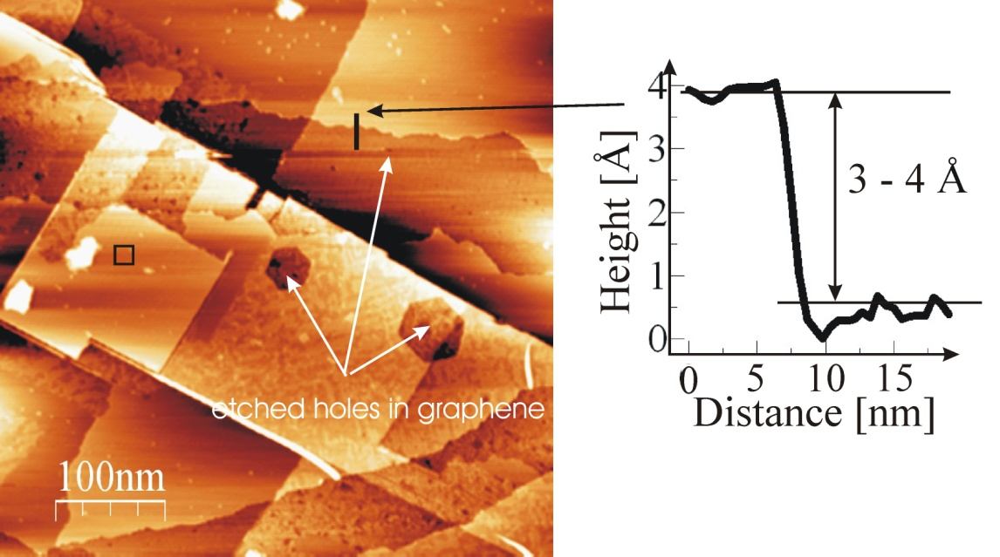 etched holes in graphene
100nm
Height [Å]
4
3
2
1
0
3 - 4 Å
0 5 10 15
Distance [nm]